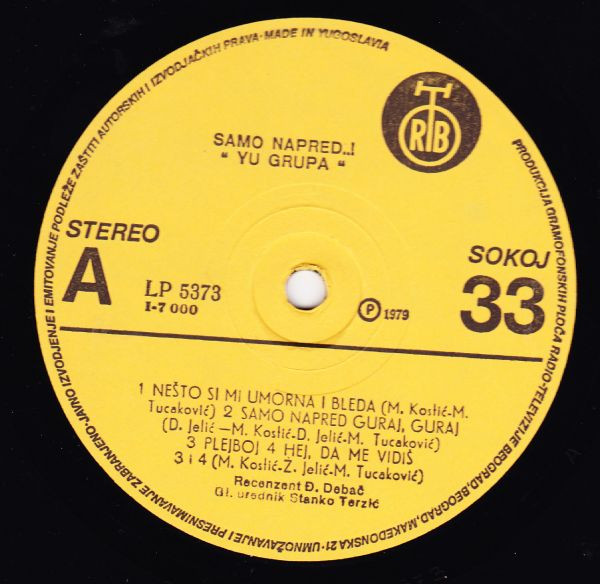 PRODUKCIJA GRAMOFONSKIH PLOČA RADIO-TELEVIZIJE BEOGRAD, BEOGRAD, MAKEDONSKA 21 · UMNOŽAVANJE I PRESNIMAVANJE ZABRANJENO-JAVNO IZVODJENJE I EMITOVANJE PODLEŽE ZAŠTITI AUTORSKIH I IZVODJAČKIH PRAVA · MADE IN YUGOSLAVIA
RTB
SAMO NAPRED..!
" YU GRUPA "
STEREO
A
SOKOJ
33
LP 5373
I-7 000
℗ 1979
1 NEŠTO SI MI UMORNA I BLEDA (M. Kostić-M.
Tucaković) 2 SAMO NAPRED GURAJ, GURAJ
(D. Jelić—M. Kostić-D. Jelić-M. Tucaković)
3 PLEJBOJ 4 HEJ, DA ME VIDIŠ
3 i 4 (M. Kostić-Ž. Jelić-M. Tucaković)
Recenzent Đ. Debač
Gl. urednik Stanko Terzić